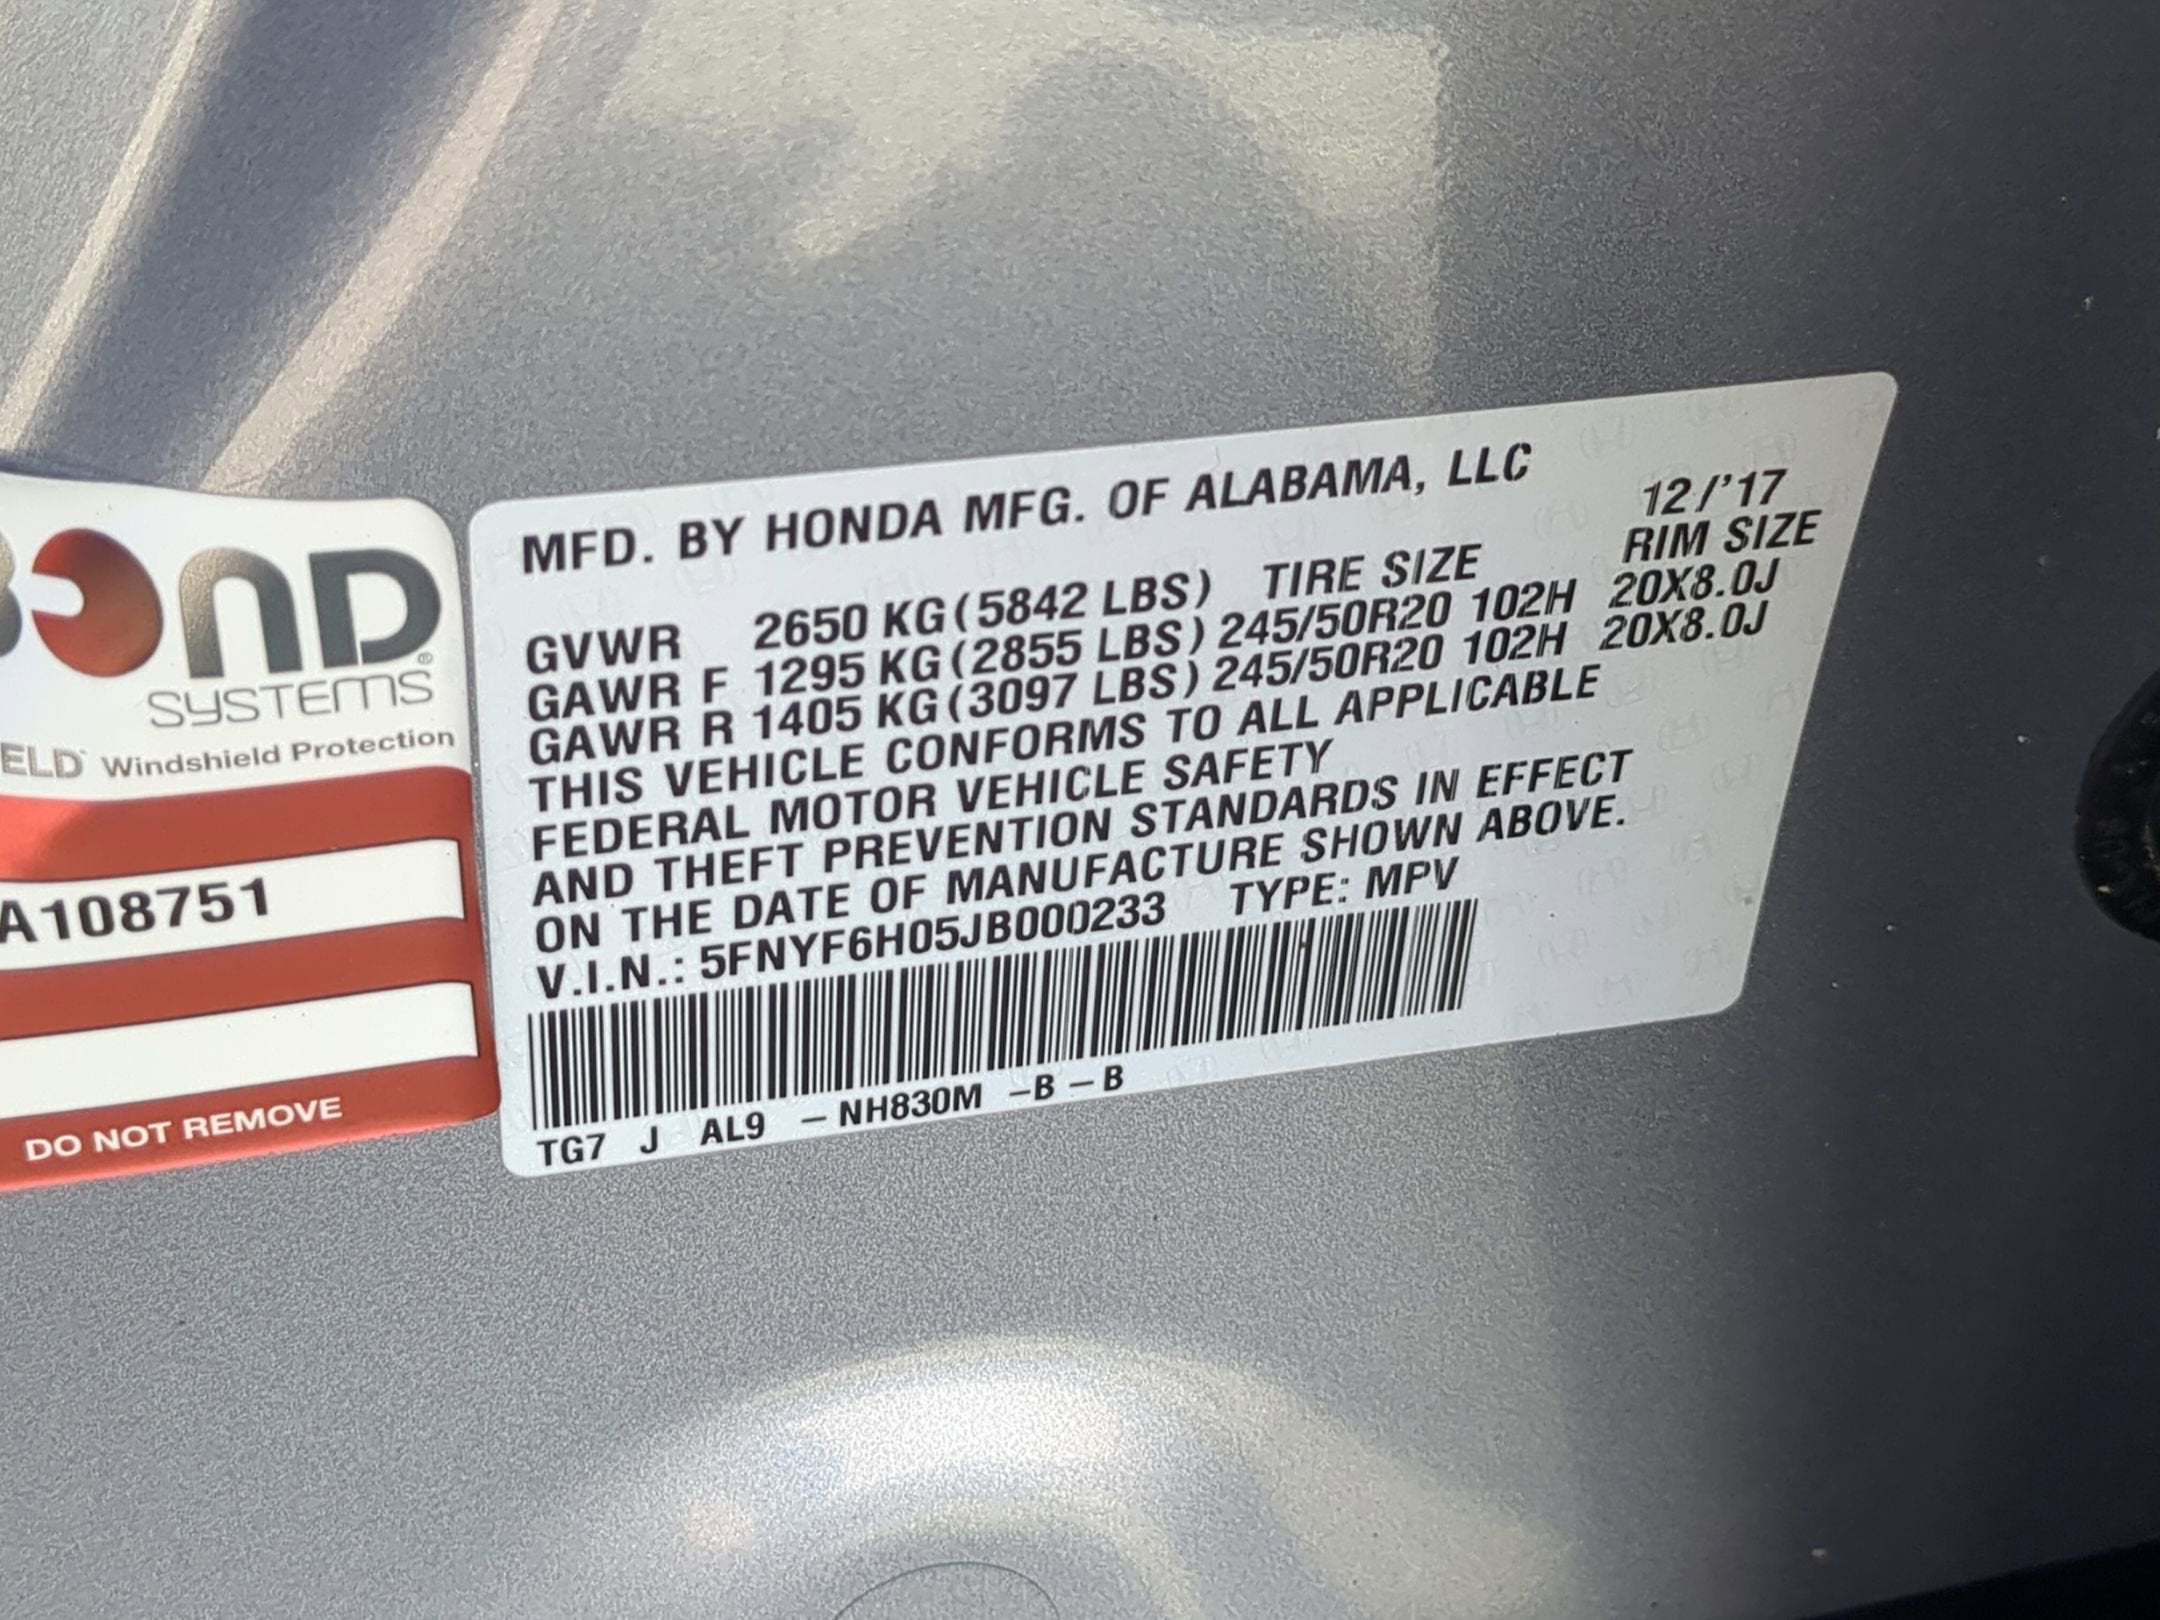 OND
SYSTEMS®
ELD Windshield Protection
A108751
DO NOT REMOVE
MFD. BY HONDA MFG. OF ALABAMA, LLC 12/'17
TIRE SIZE RIM SIZE
GVWR 2650 KG (5842 LBS)
GAWR F 1295 KG (2855 LBS) 245/50R20 102H 20X8.0J
GAWR R 1405 KG (3097 LBS) 245/50R20 102H 20X8.0J
THIS VEHICLE CONFORMS TO ALL APPLICABLE
FEDERAL MOTOR VEHICLE SAFETY
AND THEFT PREVENTION STANDARDS IN EFFECT
ON THE DATE OF MANUFACTURE SHOWN ABOVE.
V.I.N.: 5FNYF6H05JB000233 TYPE: MPV
TG7 J AL9 – NH830M –B – B